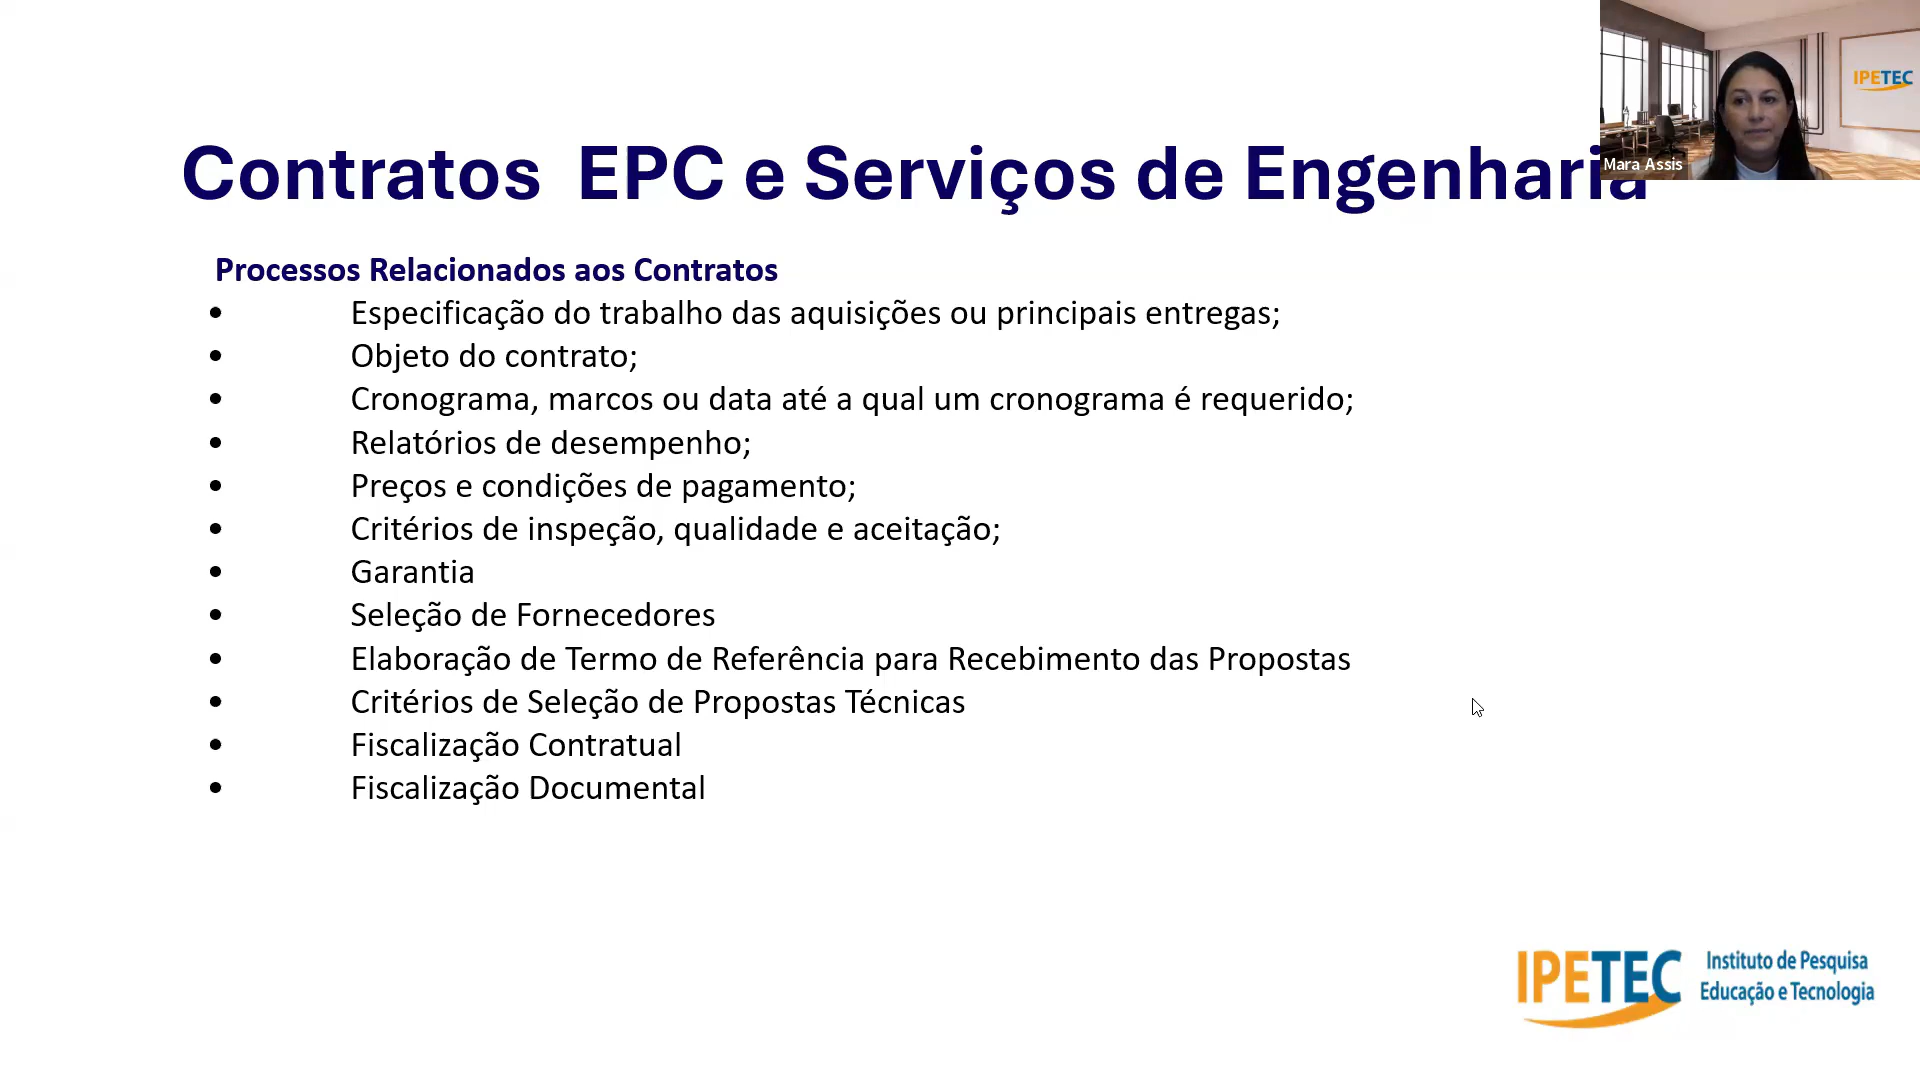 IPETEC
Mara Assis
Contratos EPC e Serviços de Engenharia
Processos Relacionados aos Contratos
• Especificação do trabalho das aquisições ou principais entregas;
• Objeto do contrato;
• Cronograma, marcos ou data até a qual um cronograma é requerido;
• Relatórios de desempenho;
• Preços e condições de pagamento;
• Critérios de inspeção, qualidade e aceitação;
• Garantia
• Seleção de Fornecedores
• Elaboração de Termo de Referência para Recebimento das Propostas
• Critérios de Seleção de Propostas Técnicas
• Fiscalização Contratual
• Fiscalização Documental
IPETEC
Instituto de Pesquisa
Educação e Tecnologia